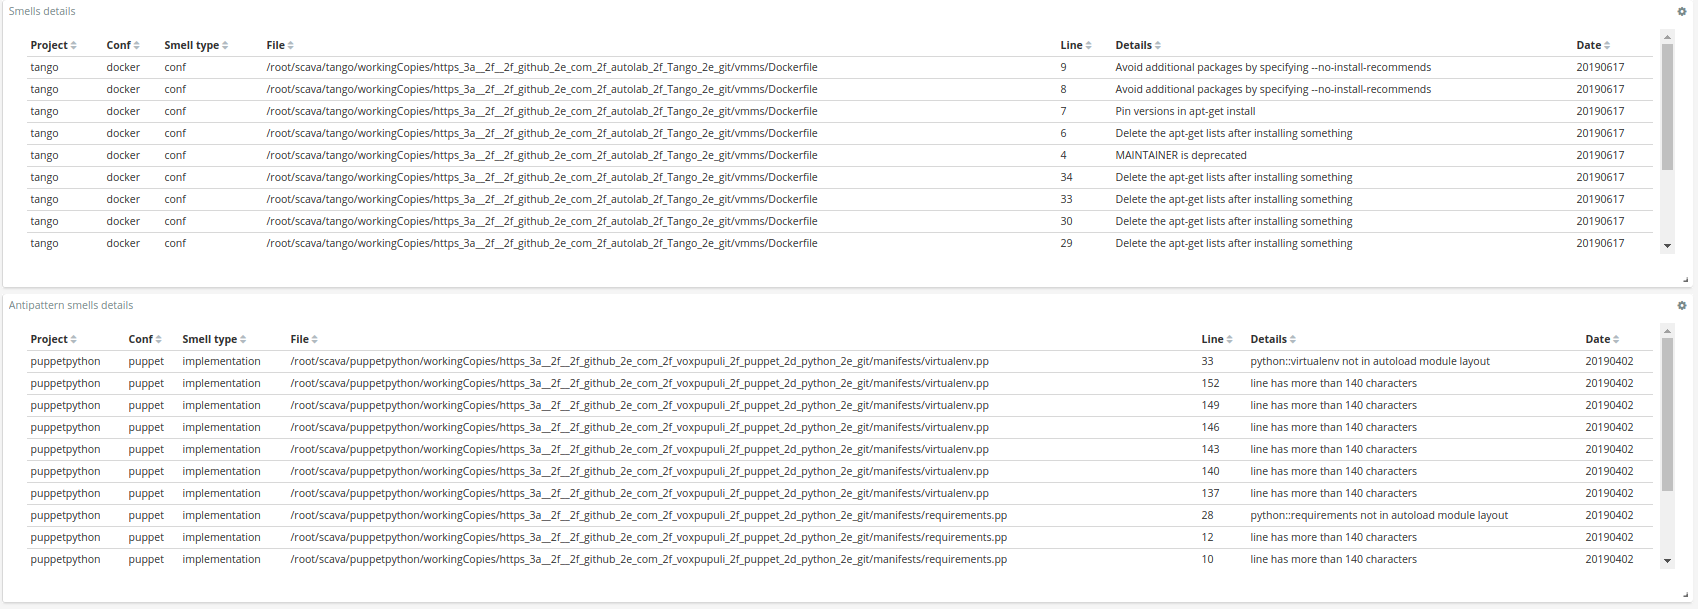 Smells details
Project Conf Smell type File Line Details Date
tango docker conf /root/scava/tango/workingCopies/https_3a__2f__2f_github_2e_com_2f_autolab_2f_Tango_2e_git/vmms/Dockerfile 9 Avoid additional packages by specifying --no-install-recommends 20190617
tango docker conf /root/scava/tango/workingCopies/https_3a__2f__2f_github_2e_com_2f_autolab_2f_Tango_2e_git/vmms/Dockerfile 8 Avoid additional packages by specifying --no-install-recommends 20190617
tango docker conf /root/scava/tango/workingCopies/https_3a__2f__2f_github_2e_com_2f_autolab_2f_Tango_2e_git/vmms/Dockerfile 7 Pin versions in apt-get install 20190617
tango docker conf /root/scava/tango/workingCopies/https_3a__2f__2f_github_2e_com_2f_autolab_2f_Tango_2e_git/vmms/Dockerfile 6 Delete the apt-get lists after installing something 20190617
tango docker conf /root/scava/tango/workingCopies/https_3a__2f__2f_github_2e_com_2f_autolab_2f_Tango_2e_git/vmms/Dockerfile 4 MAINTAINER is deprecated 20190617
tango docker conf /root/scava/tango/workingCopies/https_3a__2f__2f_github_2e_com_2f_autolab_2f_Tango_2e_git/vmms/Dockerfile 34 Delete the apt-get lists after installing something 20190617
tango docker conf /root/scava/tango/workingCopies/https_3a__2f__2f_github_2e_com_2f_autolab_2f_Tango_2e_git/vmms/Dockerfile 33 Delete the apt-get lists after installing something 20190617
tango docker conf /root/scava/tango/workingCopies/https_3a__2f__2f_github_2e_com_2f_autolab_2f_Tango_2e_git/vmms/Dockerfile 30 Delete the apt-get lists after installing something 20190617
tango docker conf /root/scava/tango/workingCopies/https_3a__2f__2f_github_2e_com_2f_autolab_2f_Tango_2e_git/vmms/Dockerfile 29 Delete the apt-get lists after installing something 20190617
Antipattern smells details
Project Conf Smell type File Line Details Date
puppetpython puppet implementation /root/scava/puppetpython/workingCopies/https_3a__2f__2f_github_2e_com_2f_voxpupuli_2f_puppet_2d_python_2e_git/manifests/virtualenv.pp 33 python::virtualenv not in autoload module layout 20190402
puppetpython puppet implementation /root/scava/puppetpython/workingCopies/https_3a__2f__2f_github_2e_com_2f_voxpupuli_2f_puppet_2d_python_2e_git/manifests/virtualenv.pp 152 line has more than 140 characters 20190402
puppetpython puppet implementation /root/scava/puppetpython/workingCopies/https_3a__2f__2f_github_2e_com_2f_voxpupuli_2f_puppet_2d_python_2e_git/manifests/virtualenv.pp 149 line has more than 140 characters 20190402
puppetpython puppet implementation /root/scava/puppetpython/workingCopies/https_3a__2f__2f_github_2e_com_2f_voxpupuli_2f_puppet_2d_python_2e_git/manifests/virtualenv.pp 146 line has more than 140 characters 20190402
puppetpython puppet implementation /root/scava/puppetpython/workingCopies/https_3a__2f__2f_github_2e_com_2f_voxpupuli_2f_puppet_2d_python_2e_git/manifests/virtualenv.pp 143 line has more than 140 characters 20190402
puppetpython puppet implementation /root/scava/puppetpython/workingCopies/https_3a__2f__2f_github_2e_com_2f_voxpupuli_2f_puppet_2d_python_2e_git/manifests/virtualenv.pp 140 line has more than 140 characters 20190402
puppetpython puppet implementation /root/scava/puppetpython/workingCopies/https_3a__2f__2f_github_2e_com_2f_voxpupuli_2f_puppet_2d_python_2e_git/manifests/virtualenv.pp 137 line has more than 140 characters 20190402
puppetpython puppet implementation /root/scava/puppetpython/workingCopies/https_3a__2f__2f_github_2e_com_2f_voxpupuli_2f_puppet_2d_python_2e_git/manifests/requirements.pp 28 python::requirements not in autoload module layout 20190402
puppetpython puppet implementation /root/scava/puppetpython/workingCopies/https_3a__2f__2f_github_2e_com_2f_voxpupuli_2f_puppet_2d_python_2e_git/manifests/requirements.pp 12 line has more than 140 characters 20190402
puppetpython puppet implementation /root/scava/puppetpython/workingCopies/https_3a__2f__2f_github_2e_com_2f_voxpupuli_2f_puppet_2d_python_2e_git/manifests/requirements.pp 10 line has more than 140 characters 20190402